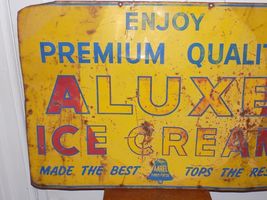 ENJOY
PREMIUM QUALIT
ALUXE
ICE CREAM
MADE THE BEST TOPS THE RES